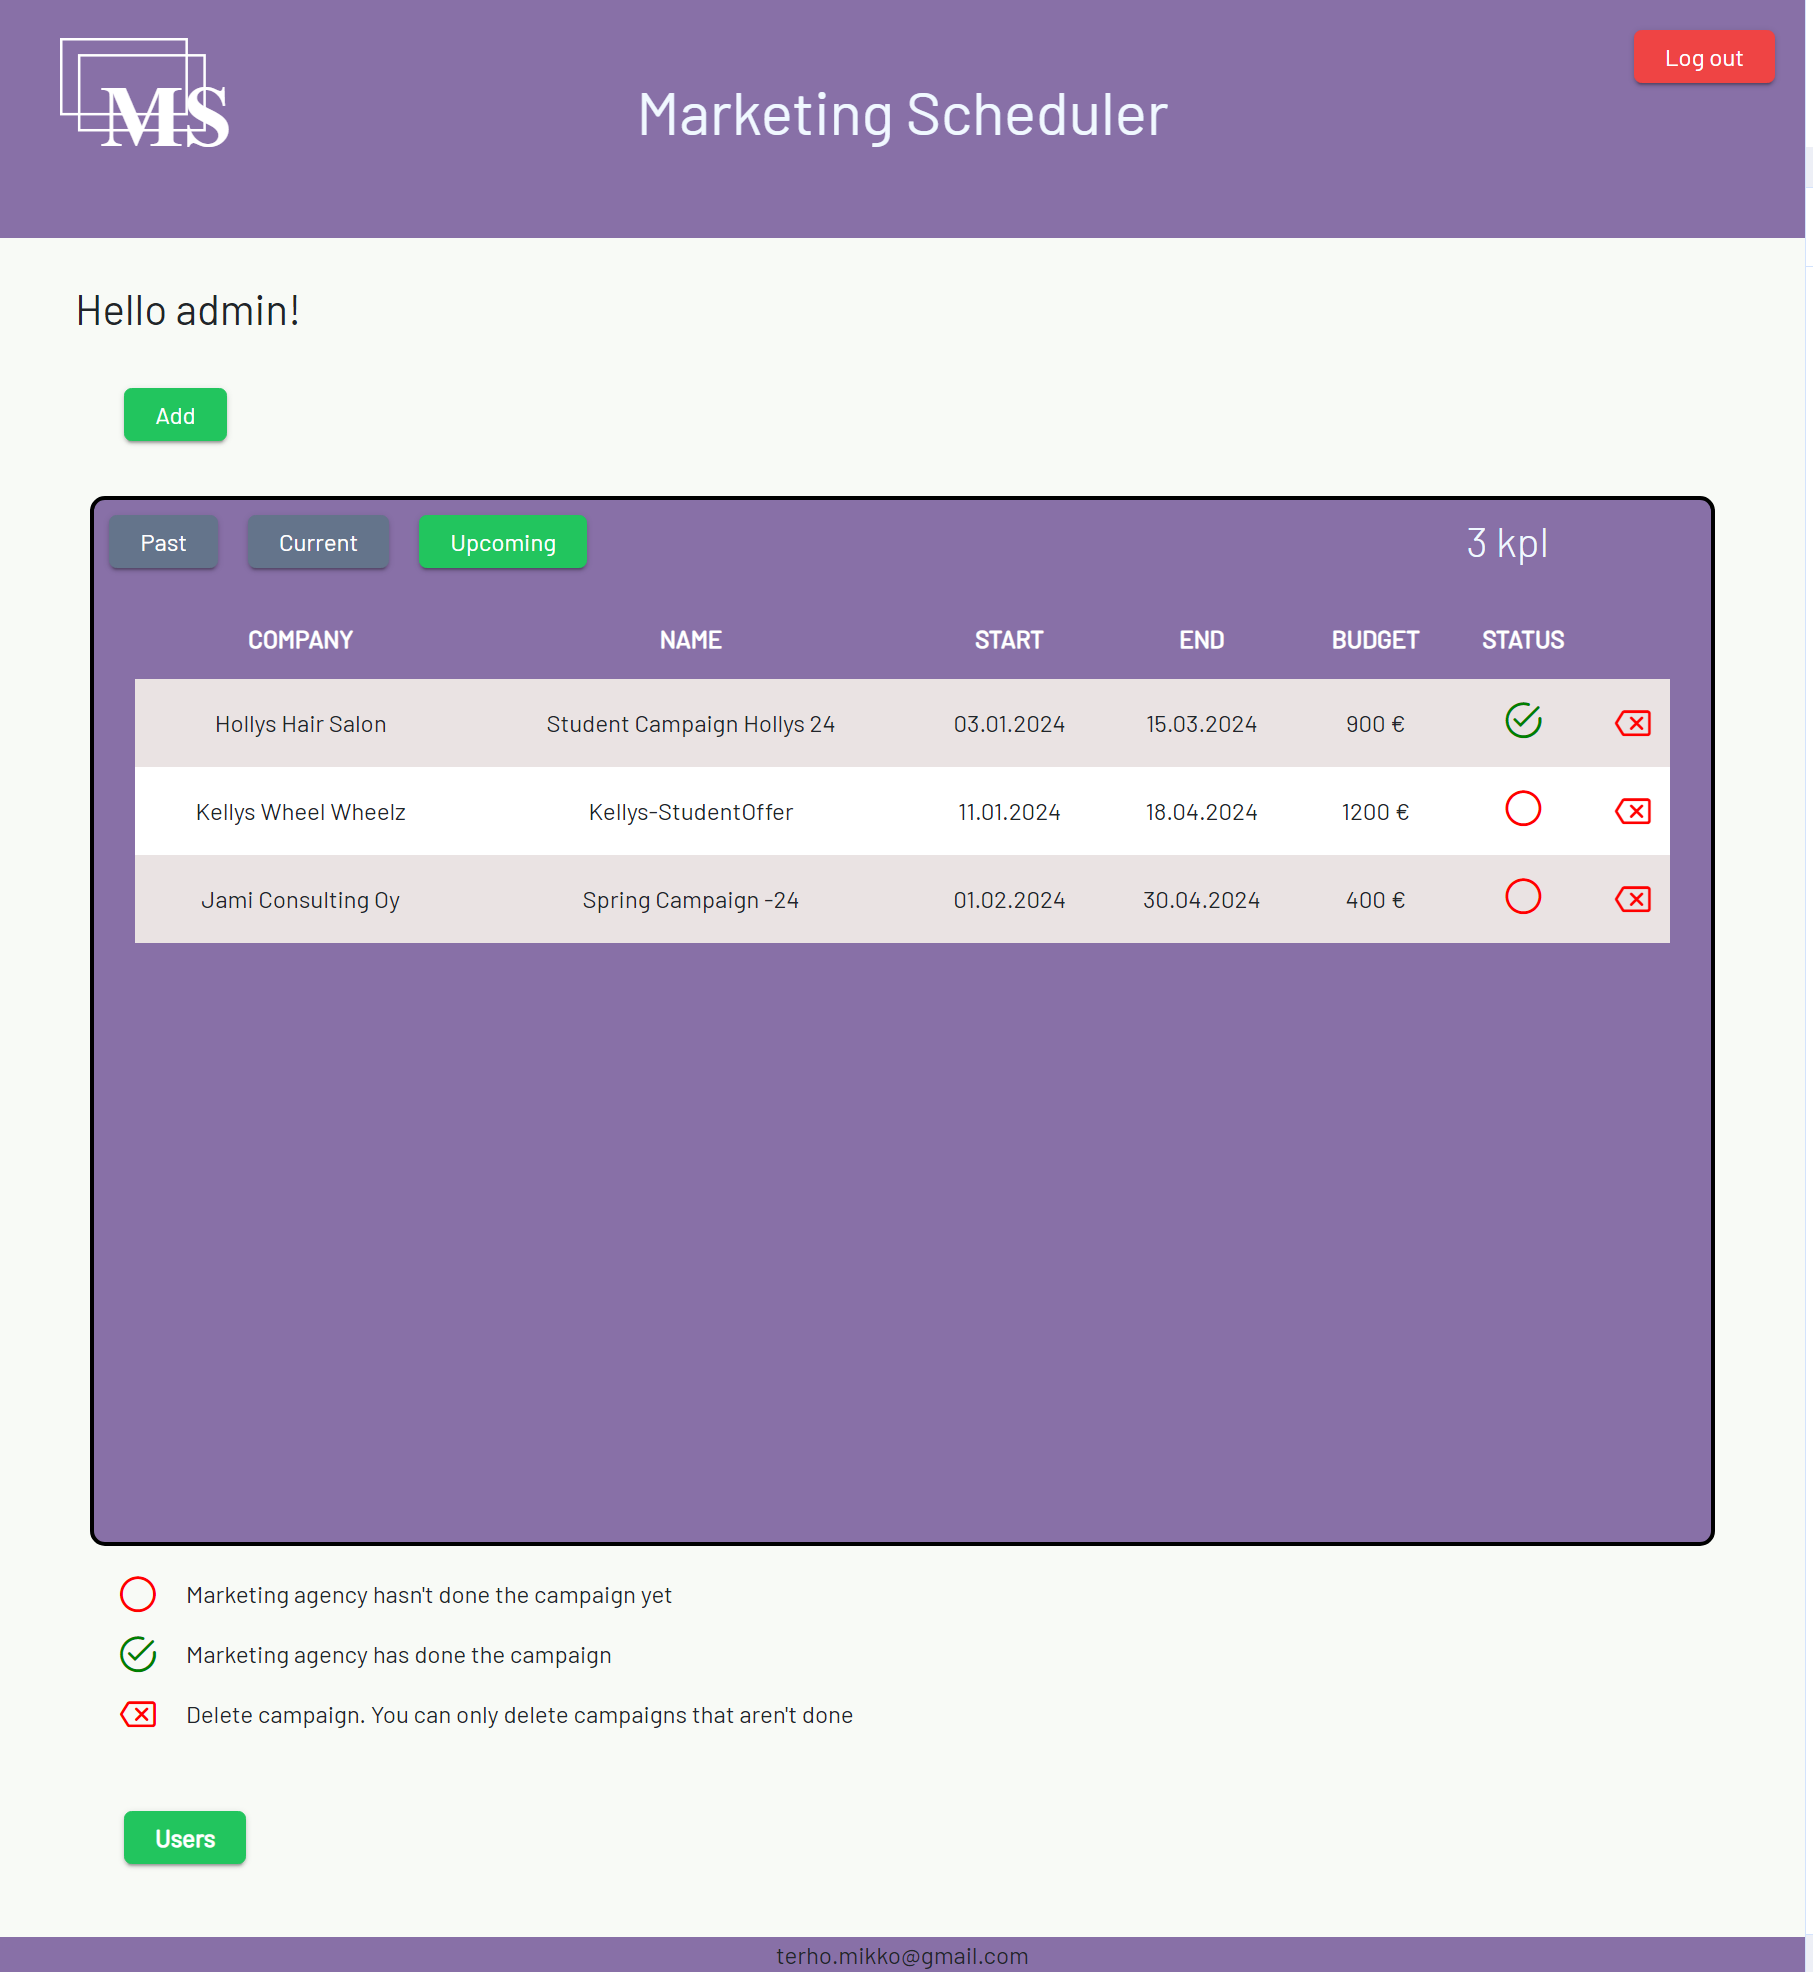 MS
Log out
Marketing Scheduler
Hello admin!
Add
Past Current Upcoming 3 kpl
COMPANY NAME START END BUDGET STATUS
Hollys Hair Salon Student Campaign Hollys 24 03.01.2024 15.03.2024 900 €
Kellys Wheel Wheelz Kellys-StudentOffer 11.01.2024 18.04.2024 1200 €
Jami Consulting Oy Spring Campaign -24 01.02.2024 30.04.2024 400 €
Marketing agency hasn't done the campaign yet
Marketing agency has done the campaign
Delete campaign. You can only delete campaigns that aren't done
Users
terho.mikko@gmail.com